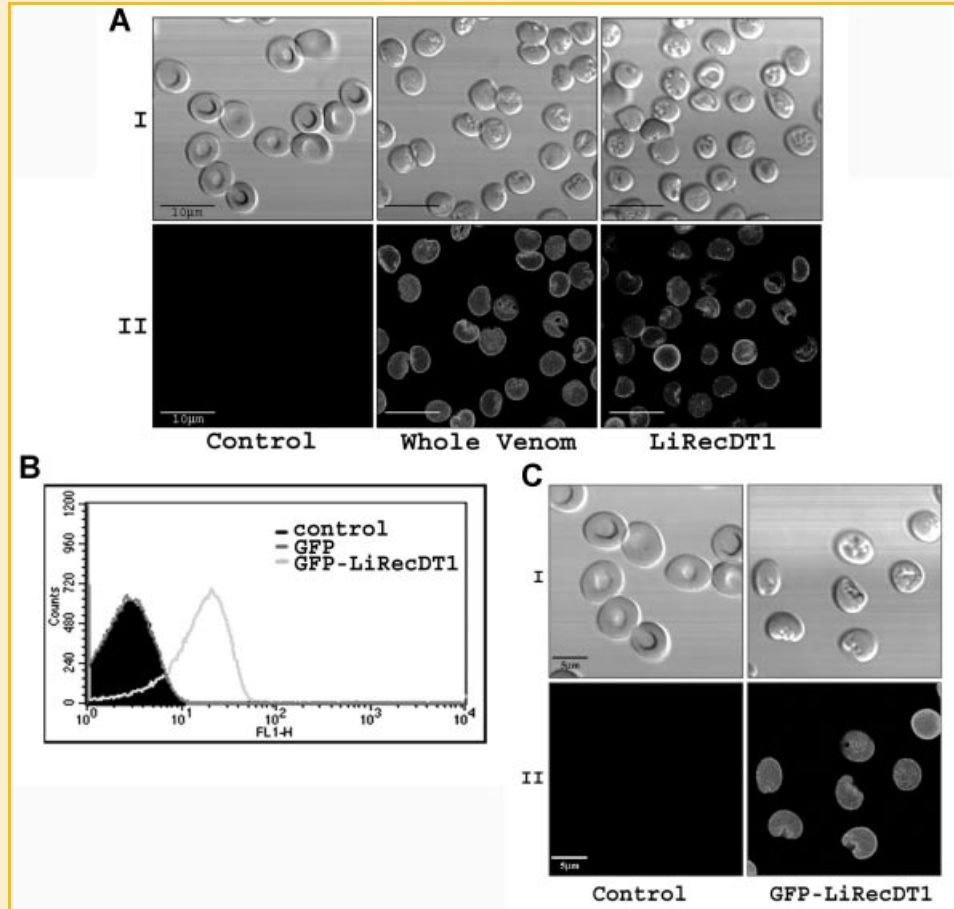 A
I
10µm
II
10µm
Control Whole Venom LiRecDT1
B
Counts
1200
960
720
480
240
0
control
GFP
GFP-LiRecDT1
10⁰ 10¹ 10² 10³ 10⁴
FL1-H
C
I
5µm
II
5µm
Control GFP-LiRecDT1